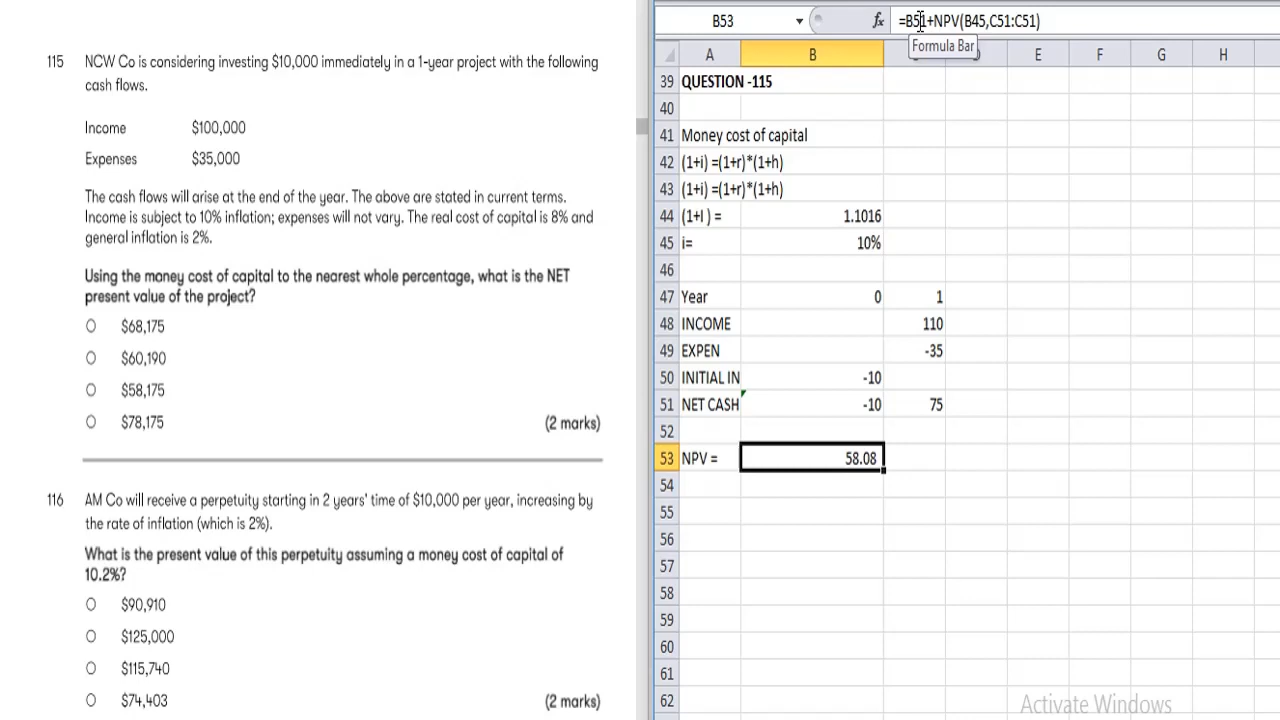 115 NCW Co is considering investing $10,000 immediately in a 1-year project with the following
cash flows.
Income $100,000
Expenses $35,000
The cash flows will arise at the end of the year. The above are stated in current terms.
Income is subject to 10% inflation; expenses will not vary. The real cost of capital is 8% and
general inflation is 2%.
Using the money cost of capital to the nearest whole percentage, what is the NET
present value of the project?
O $68,175
O $60,190
O $58,175
O $78,175 (2 marks)
116 AM Co will receive a perpetuity starting in 2 years' time of $10,000 per year, increasing by
the rate of inflation (which is 2%).
What is the present value of this perpetuity assuming a money cost of capital of
10.2%?
O $90,910
O $125,000
O $115,740
O $74,403 (2 marks)
B53 fx =B51+NPV(B45,C51:C51)
Formula Bar
A B E F G H
39 QUESTION -115
40
41 Money cost of capital
42 (1+i) =(1+r)*(1+h)
43 (1+i) =(1+r)*(1+h)
44 (1+I ) = 1.1016
45 i= 10%
46
47 Year 0 1
48 INCOME 110
49 EXPEN -35
50 INITIAL IN -10
51 NET CASH -10 75
52
53 NPV = 58.08
54
55
56
57
58
59
60
61
62
Activate Windows